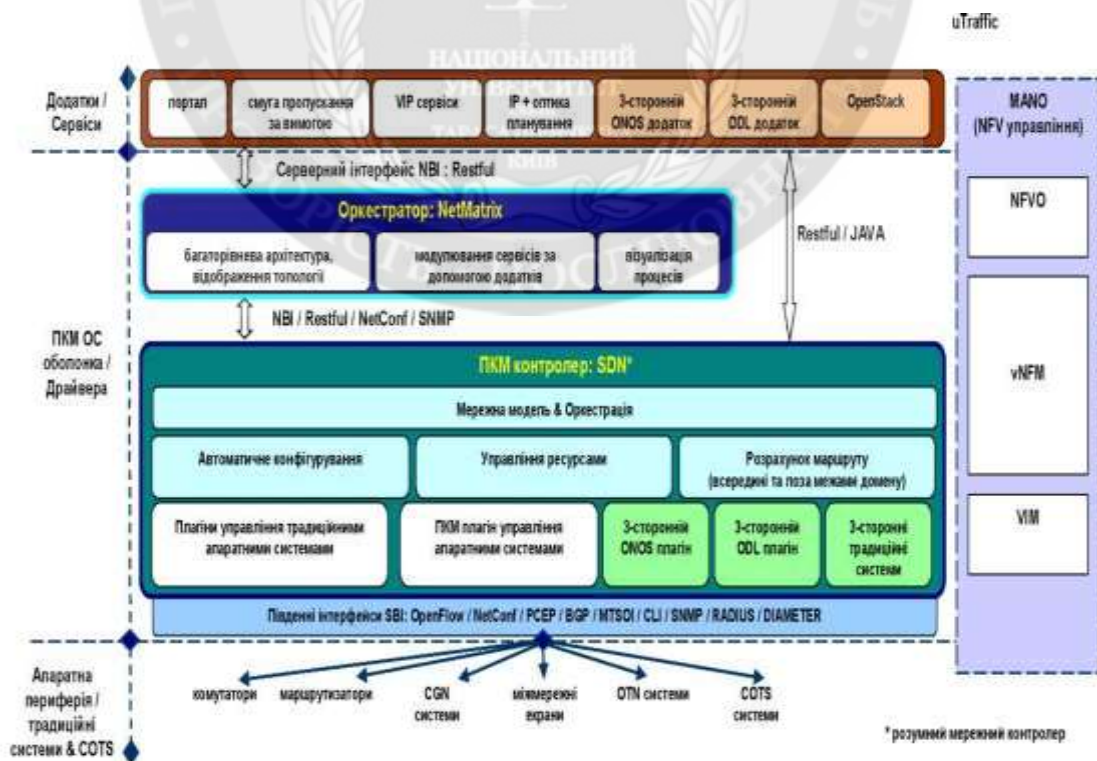 uTraffic
Додатки /
Сервіси
портал
смуга пропускання
за вимогою
VIP сервіси
IP + оптика
планування
3-сторонній
ONOS додаток
3-сторонній
ODL додаток
OpenStack
MANO
(NFV управління)
НАЦІОНАЛЬНИЙ
КИЇВ
Серверний інтерфейс NBI : Restful
Оркестратор: NetMatrix
багаторівнева архітектура,
відображення топології
модулювання сервісів за
допомогою додатків
візуалізація
процесів
Restful / JAVA
NFVO
NBI / Restful / NetConf / SNMP
ПКМ ОС
оболонка /
Драйвера
ПКМ контролер: SDN*
Мережна модель & Оркестрація
Автоматичне конфігурування
Управління ресурсами
Розрахунок маршруту
(всередині та поза межами домену)
vNFM
Плагіни управління традиційними
апаратними системами
ПКМ плагін управління
апаратними системами
3-сторонній
ONOS плагін
3-сторонній
ODL плагін
3-сторонні
традиційні
системи
VIM
Південні інтерфейси SBI: OpenFlow / NetConf / PCEP / BGP / MTSOI / CLI / SNMP / RADIUS / DIAMETER
Апаратна
периферія /
традиційні
системи & COTS
комутатори
маршрутизатори
CGN
системи
міжмережні
екрани
OTN системи
COTS
системи
* розумний мережний контролер